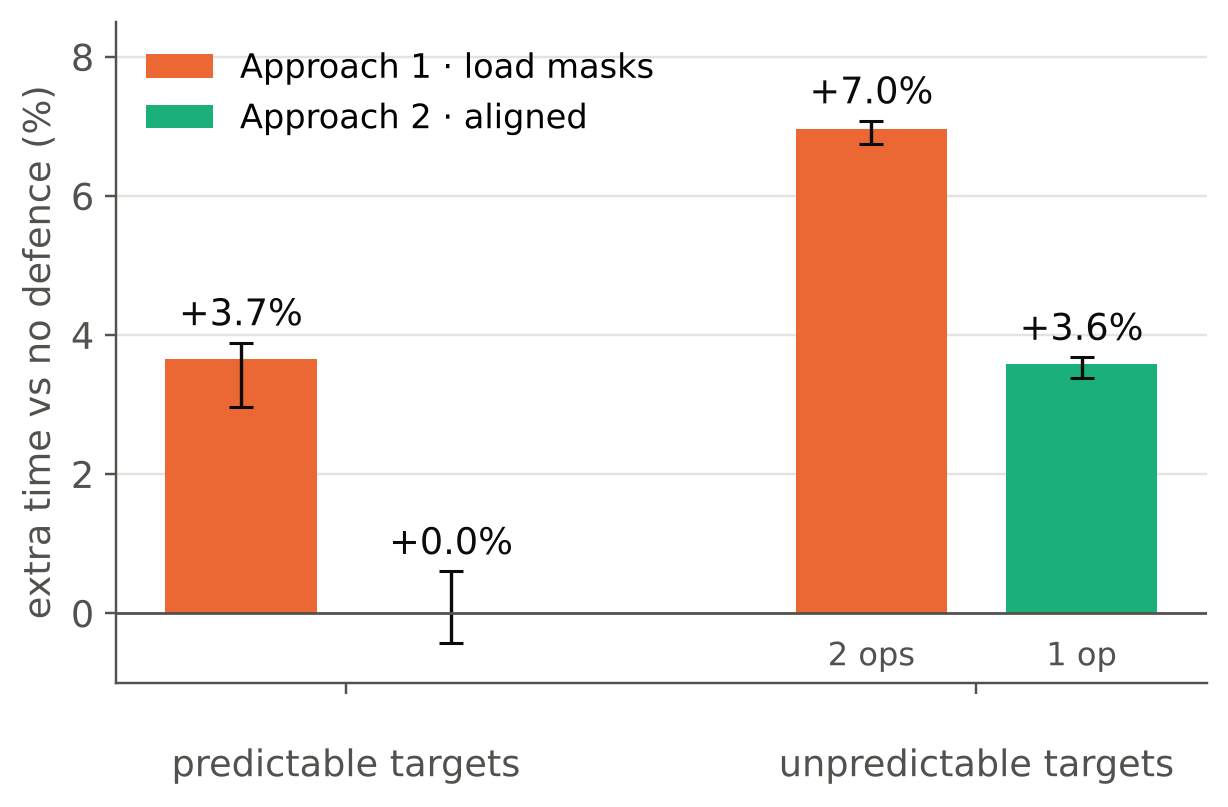 Approach 1 · load masks
Approach 2 · aligned
extra time vs no defence (%)
8
6
4
2
0
+3.7%
+0.0%
+7.0%
+3.6%
2 ops
1 op
predictable targets
unpredictable targets